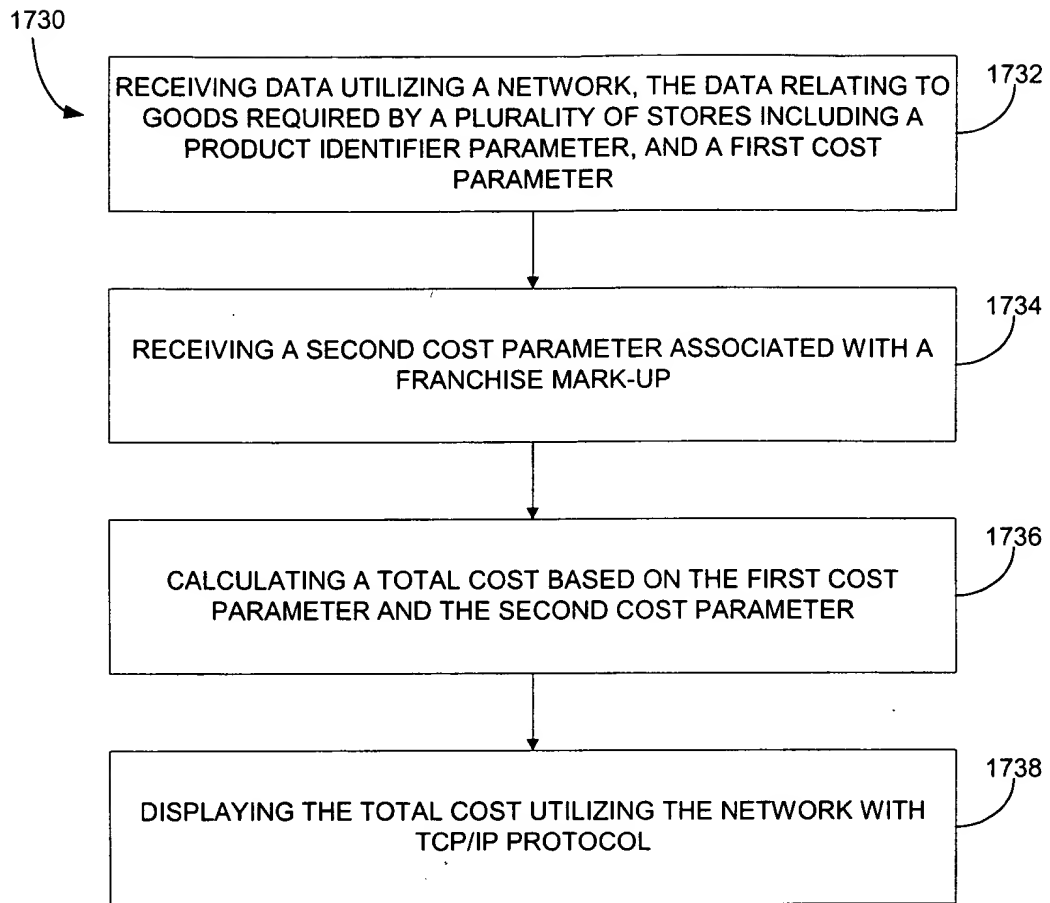 1730
RECEIVING DATA UTILIZING A NETWORK, THE DATA RELATING TO
GOODS REQUIRED BY A PLURALITY OF STORES INCLUDING A
PRODUCT IDENTIFIER PARAMETER, AND A FIRST COST
PARAMETER
1732
RECEIVING A SECOND COST PARAMETER ASSOCIATED WITH A
FRANCHISE MARK-UP
1734
CALCULATING A TOTAL COST BASED ON THE FIRST COST
PARAMETER AND THE SECOND COST PARAMETER
1736
DISPLAYING THE TOTAL COST UTILIZING THE NETWORK WITH
TCP/IP PROTOCOL
1738